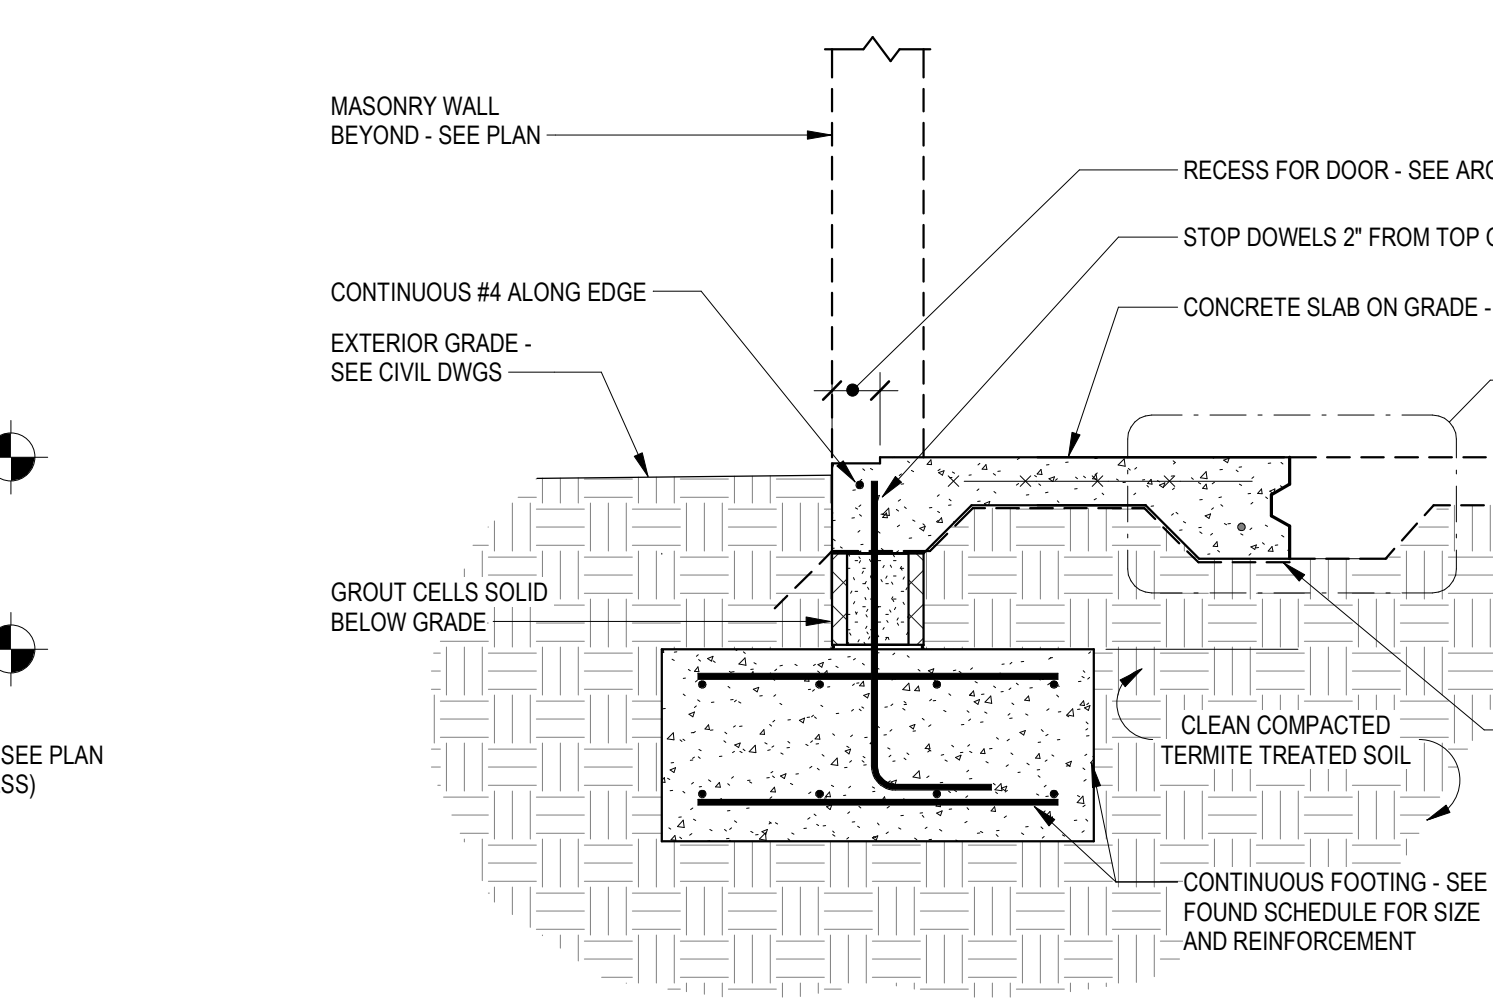 MASONRY WALL
BEYOND - SEE PLAN
RECESS FOR DOOR - SEE
STOP DOWELS 2" FROM TOP
CONTINUOUS #4 ALONG EDGE
CONCRETE SLAB ON GRADE -
EXTERIOR GRADE -
SEE CIVIL DWGS
GROUT CELLS SOLID
BELOW GRADE
SEE PLAN
SS)
CLEAN COMPACTED
TERMITE TREATED SOIL
CONTINUOUS FOOTING - SEE
FOUND SCHEDULE FOR SIZE
AND REINFORCEMENT